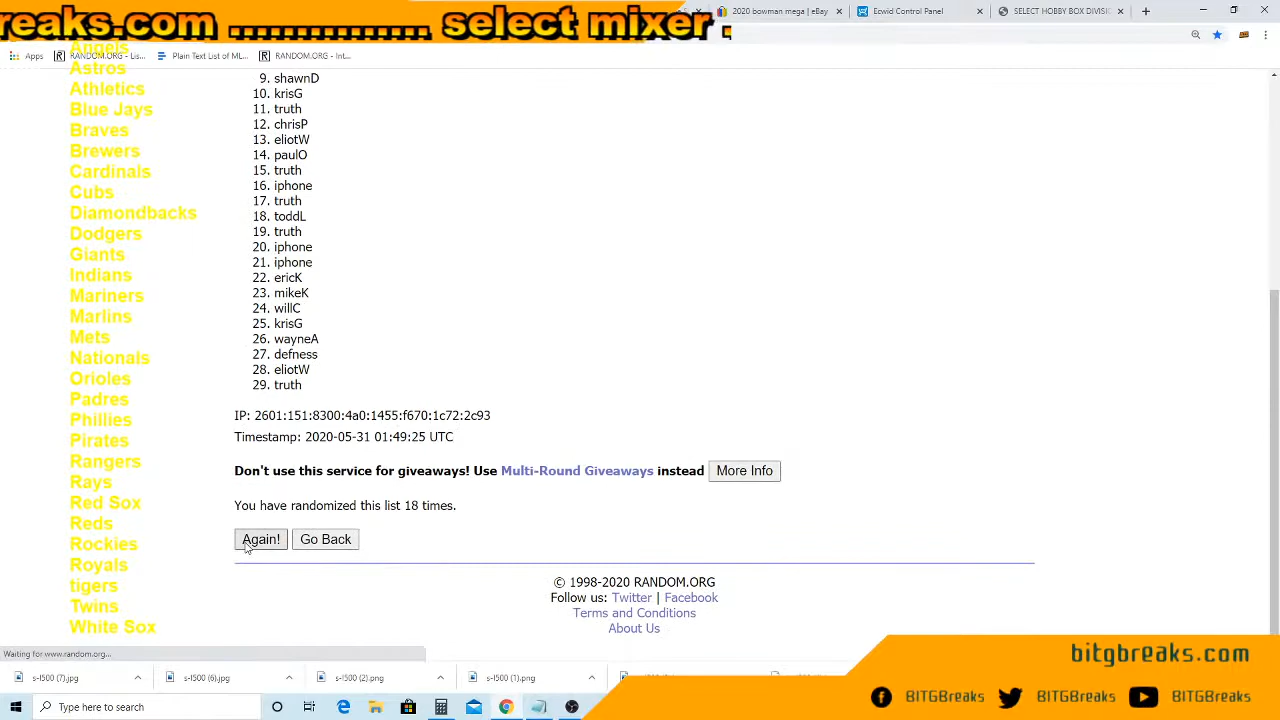 reaks.com ................ select mixer .
2020 bowman mega | eBay
Ecwid Control Panel
SELECT HOBBY BOX DIVISI
Apps
RANDOM.ORG - Lis...
Plain Text List of ML...
RANDOM.ORG - Int...
Angels
Astros
Athletics
Blue Jays
Braves
Brewers
Cardinals
Cubs
Diamondbacks
Dodgers
Giants
Indians
Mariners
Marlins
Mets
Nationals
Orioles
Padres
Phillies
Pirates
Rangers
Rays
Red Sox
Reds
Rockies
Royals
tigers
Twins
White Sox
9. shawnD
10. krisG
11. truth
12. chrisP
13. eliotW
14. paulO
15. truth
16. iphone
17. truth
18. toddL
19. truth
20. iphone
21. iphone
22. ericK
23. mikeK
24. willC
25. krisG
26. wayneA
27. defness
28. eliotW
29. truth
IP: 2601:151:8300:4a0:1455:f670:1c72:2c93
Timestamp: 2020-05-31 01:49:25 UTC
Don't use this service for giveaways! Use Multi-Round Giveaways instead More Info
You have randomized this list 18 times.
Again! Go Back
© 1998-2020 RANDOM.ORG
Follow us: Twitter | Facebook
Terms and Conditions
About Us
Waiting for www.random.org...
bitgbreaks.com
s-l500 (7).jpg
s-l500 (6).jpg
s-l500 (2).png
s-l500 (1).png
BITGBreaks
BITGBreaks
BITGBreaks
Type here to search